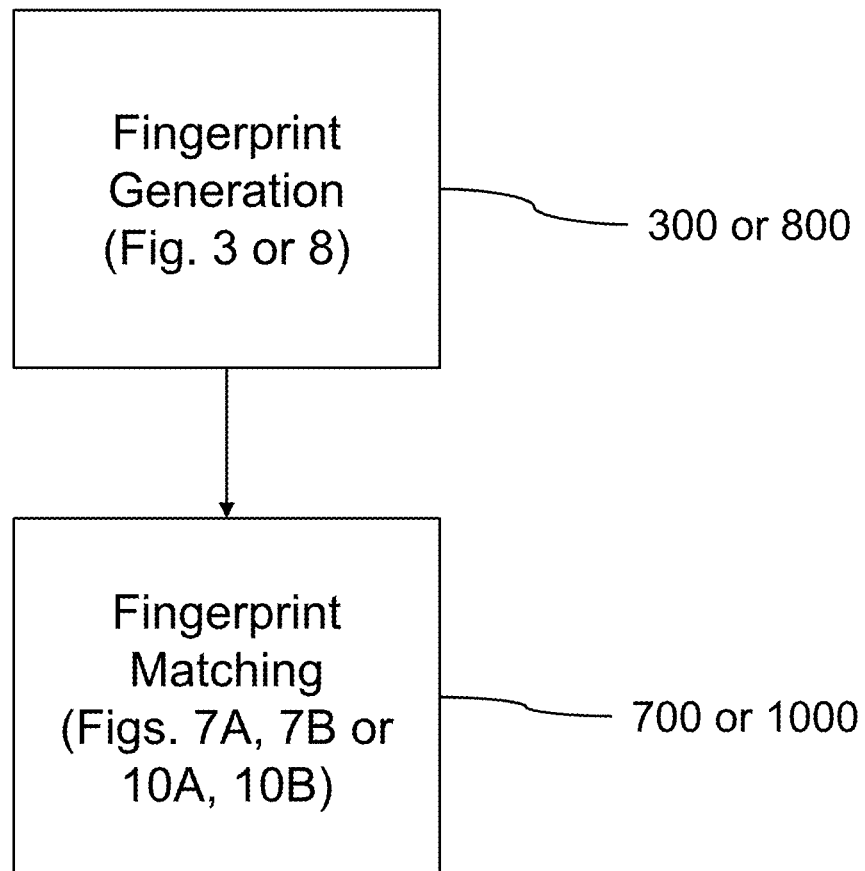 Fingerprint
Generation
(Fig. 3 or 8)
300 or 800
Fingerprint
Matching
(Figs. 7A, 7B or
10A, 10B)
700 or 1000